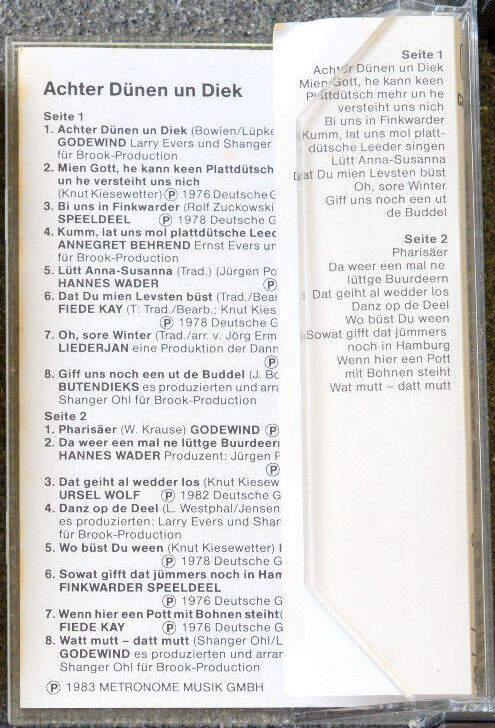 Achter Dünen un Diek
Seite 1
1. Achter Dünen un Diek (Bowien/Lüpke
GODEWIND Larry Evers und Shanger
für Brook-Production
2. Mien Gott, he kann keen Plattdütsch
un he versteiht uns nich
(Knut Kiesewetter) Ⓟ 1976 Deutsche G
3. Bi uns in Finkwarder (Rolf Zuckowski
SPEELDEEL Ⓟ 1978 Deutsche G
4. Kumm, lat uns mol plattdütsche Leed
ANNEGRET BEHREND Ernst Evers un
für Brook-Production
5. Lütt Anna-Susanna (Trad.) (Jürgen Po
HANNES WADER Ⓟ
6. Dat Du mien Levsten büst (Trad./Bear
FIEDE KAY (T: Trad./Bearb.: Knut Kies
Ⓟ 1978 Deutsche G
7. Oh, sore Winter (Trad./arr. v. Jörg Erm
LIEDERJAN eine Produktion der Dann
Ⓟ
8. Giff uns noch een ut de Buddel (J. Bo
BUTENDIEKS es produzierten und arra
Shanger Ohl für Brook-Production
Seite 2
1. Pharisäer (W. Krause) GODEWIND Ⓟ
2. Da weer een mal ne lüttge Buurdeerr
HANNES WADER Produzent: Jürgen P
Ⓟ
3. Dat geiht al wedder los (Knut Kiesew
URSEL WOLF Ⓟ 1982 Deutsche G
4. Danz op de Deel (L. Westphal/Jensen
es produzierten: Larry Evers und Shan
für Brook-Production
5. Wo büst Du ween (Knut Kiesewetter)
Ⓟ 1978 Deutsche G
6. Sowat gifft dat jümmers noch in Ham
FINKWARDER SPEELDEEL
Ⓟ 1976 Deutsche G
7. Wenn hier een Pott mit Bohnen steiht(
FIEDE KAY Ⓟ 1976 Deutsche G
8. Watt mutt – datt mutt (Shanger Ohl/L
GODEWIND es produzieren und arran
Shanger Ohl für Brook-Production
Ⓟ 1983 METRONOME MUSIK GMBH
Seite 1
Achter Dünen un Diek
Mien Gott, he kann keen
Plattdütsch mehr un he
versteiht uns nich
Bi uns in Finkwarder
Kumm, lat uns mol platt-
dütsche Leeder singen
Lütt Anna-Susanna
Dat Du mien Levsten büst
Oh, sore Winter
Giff uns noch een ut
de Buddel
Seite 2
Pharisäer
Da weer een mal ne
lüttge Buurdeern
Dat geiht al wedder los
Danz op de Deel
Wo büst Du ween
Sowat gifft dat jümmers
noch in Hamburg
Wenn hier een Pott
mit Bohnen steiht
Wat mutt – datt mutt